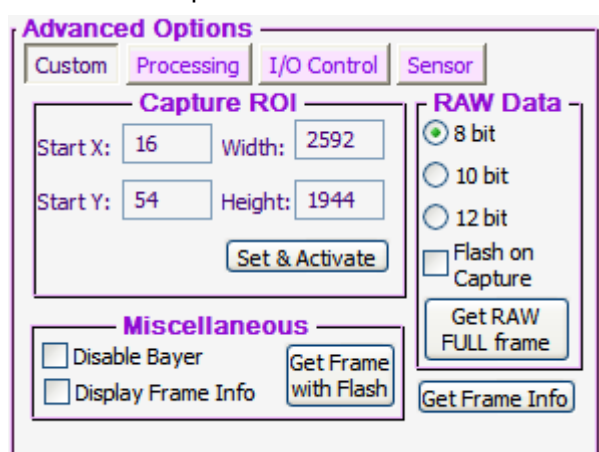 Advanced Options
Custom Processing I/O Control Sensor
Capture ROI
Start X: 16 Width: 2592
Start Y: 54 Height: 1944
Set & Activate
RAW Data
8 bit
10 bit
12 bit
Flash on
Capture
Get RAW
FULL frame
Miscellaneous
Disable Bayer
Display Frame Info
Get Frame
with Flash
Get Frame Info